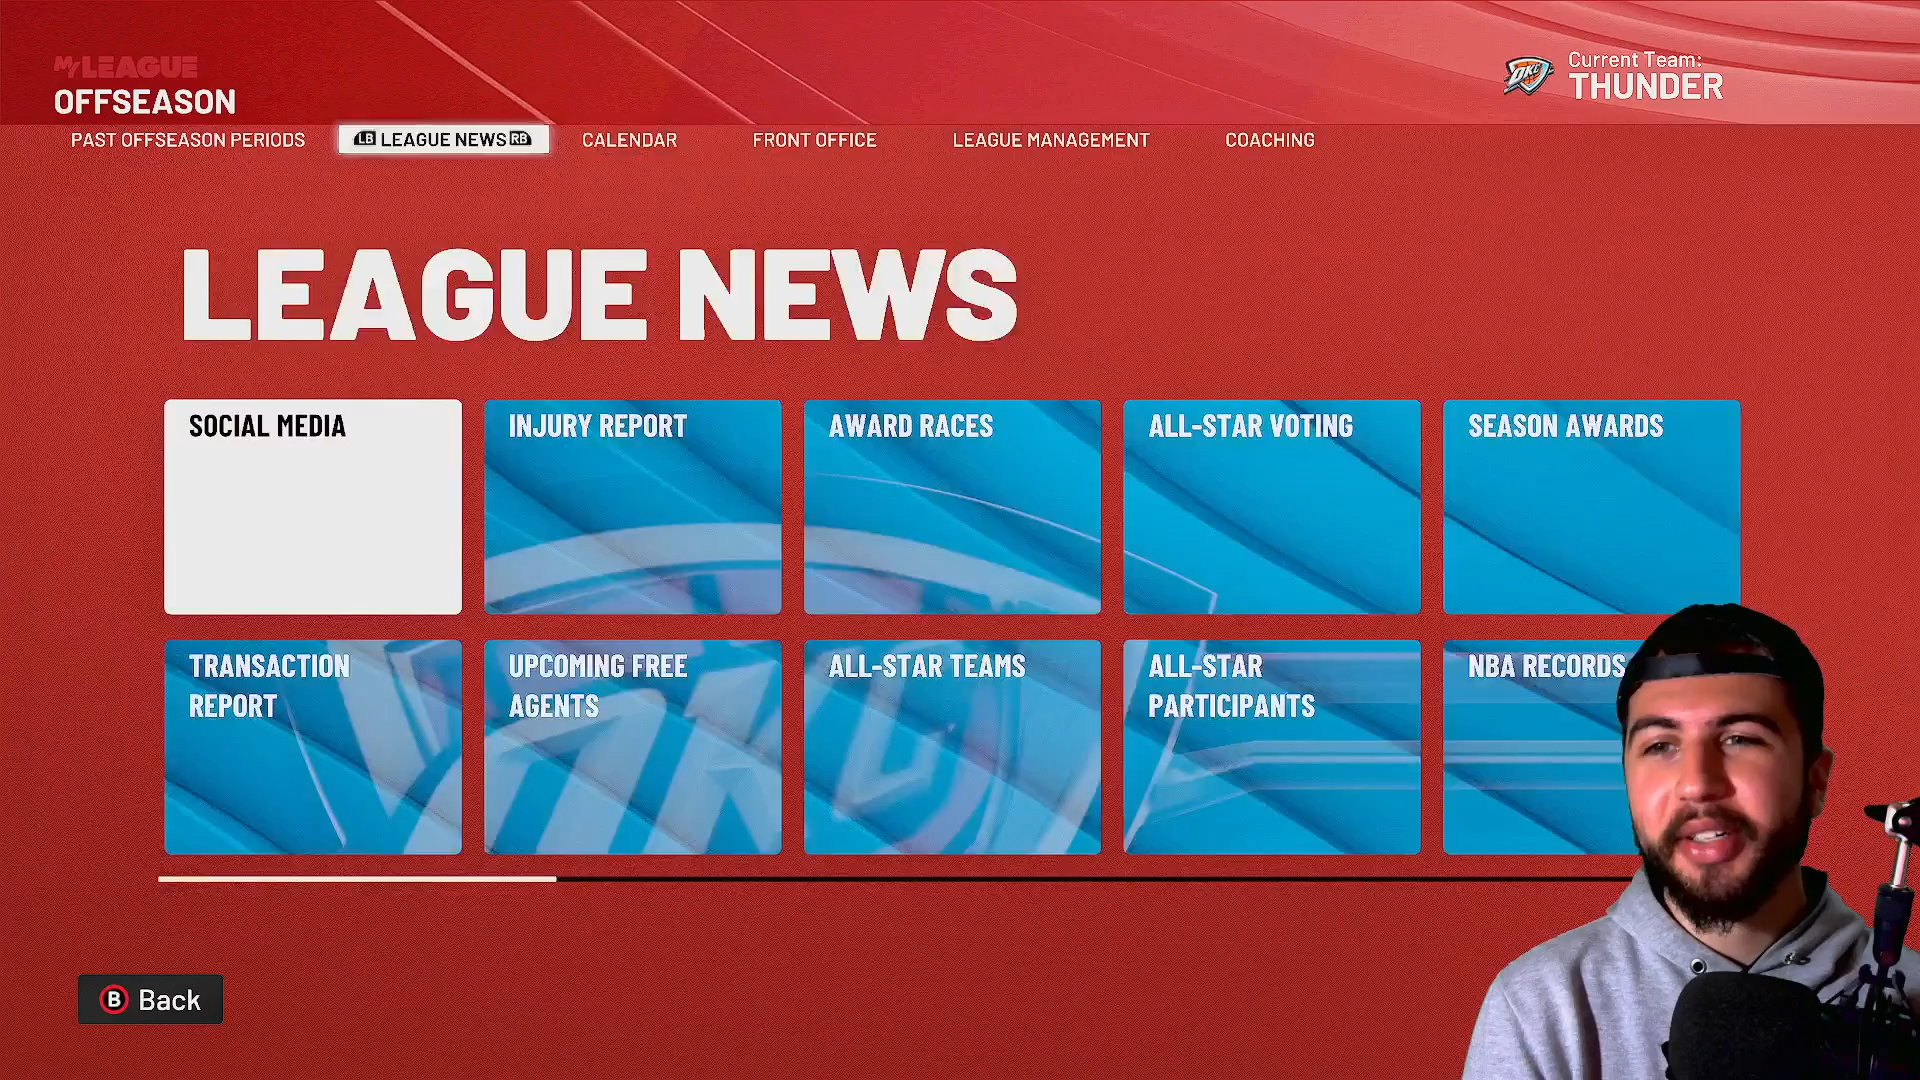 MyLEAGUE
OFFSEASON
OKC
Current Team:
THUNDER
PAST OFFSEASON PERIODS
LB LEAGUE NEWS RB
CALENDAR
FRONT OFFICE
LEAGUE MANAGEMENT
COACHING
LEAGUE NEWS
SOCIAL MEDIA
INJURY REPORT
AWARD RACES
ALL-STAR VOTING
SEASON AWARDS
TRANSACTION
REPORT
UPCOMING FREE
AGENTS
ALL-STAR TEAMS
ALL-STAR
PARTICIPANTS
NBA RECORDS
B Back